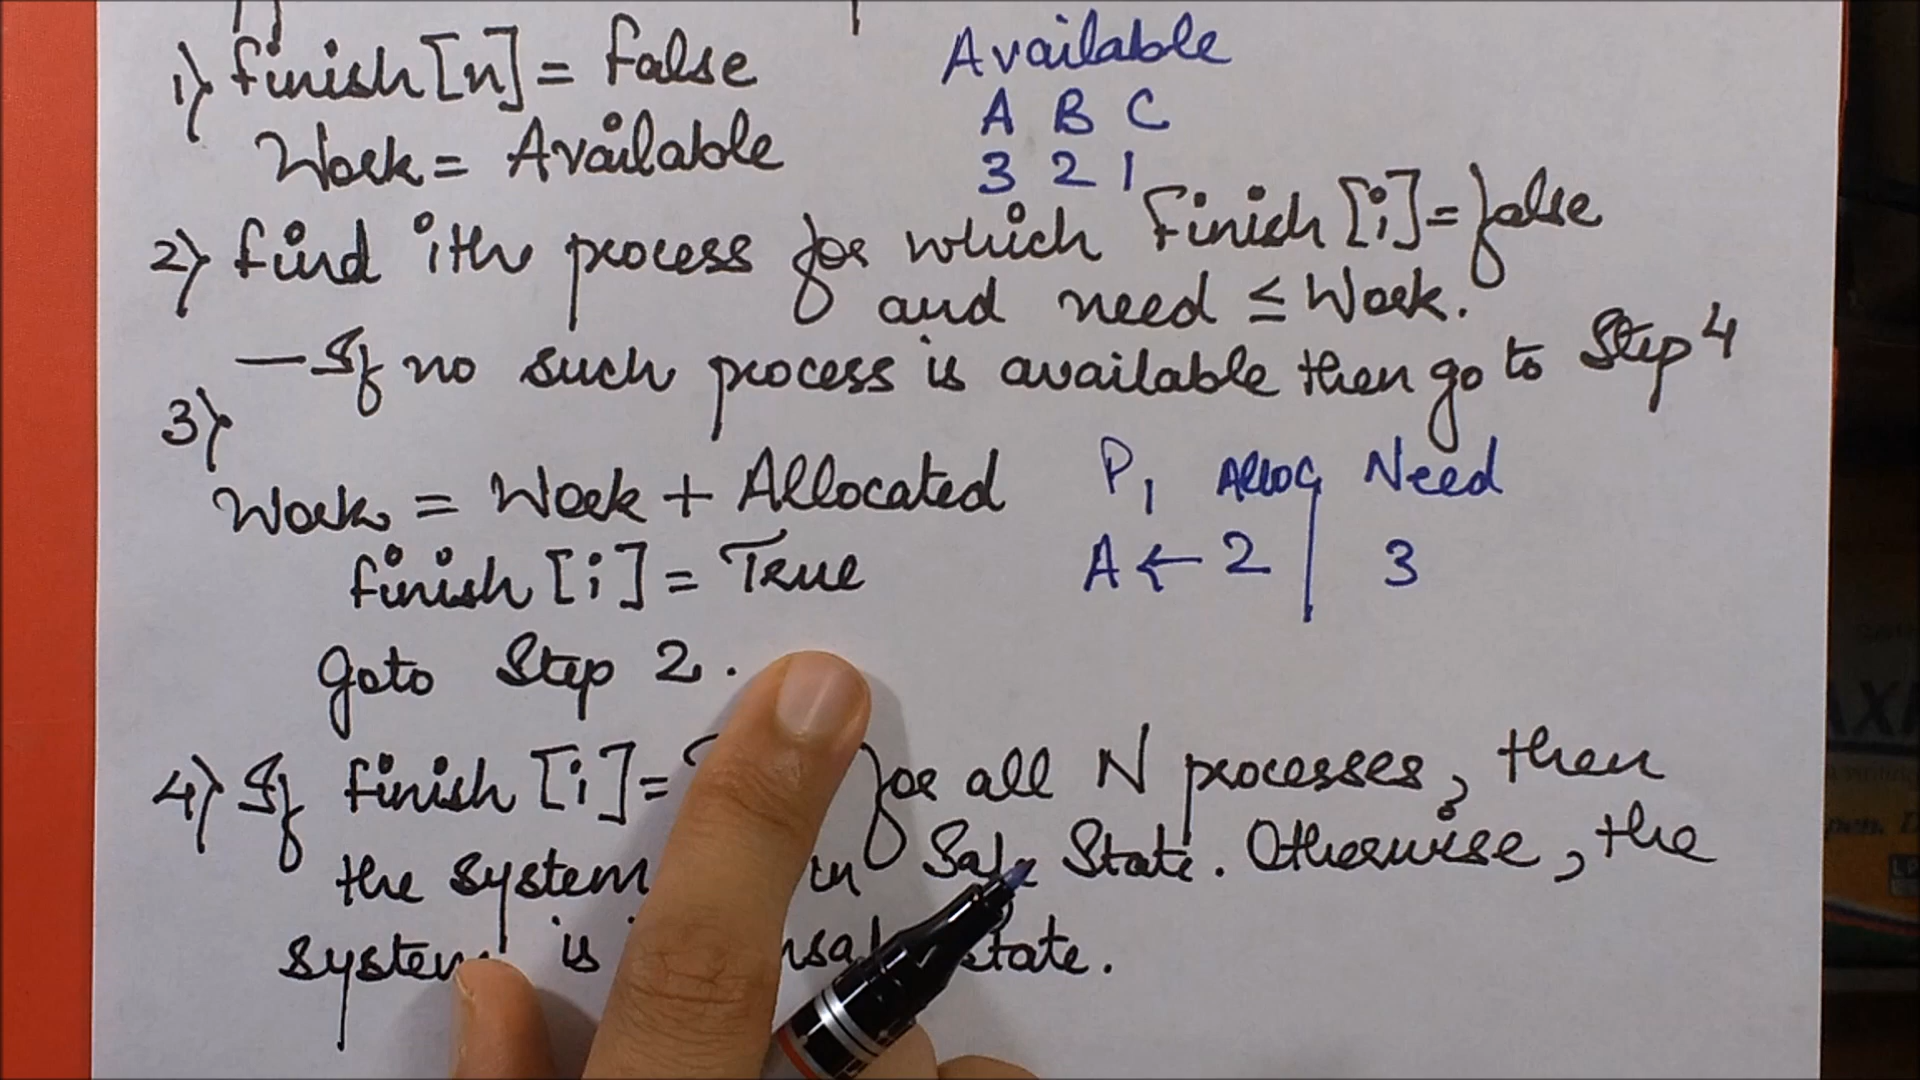 1) finish[n] = false
Work = Available
Available
A B C
3 2 1
2) find ith process for which Finish[i] = false
and need ≤ Work.
— If no such process is available then go to Step 4
3)
Work = Work + Allocated
finish[i] = True
Goto Step 2.
P1 Alloc Need
A ← 2 | 3
4) If finish[i] = for all N processes, then
the system in Safe State. Otherwise, the
system is state.